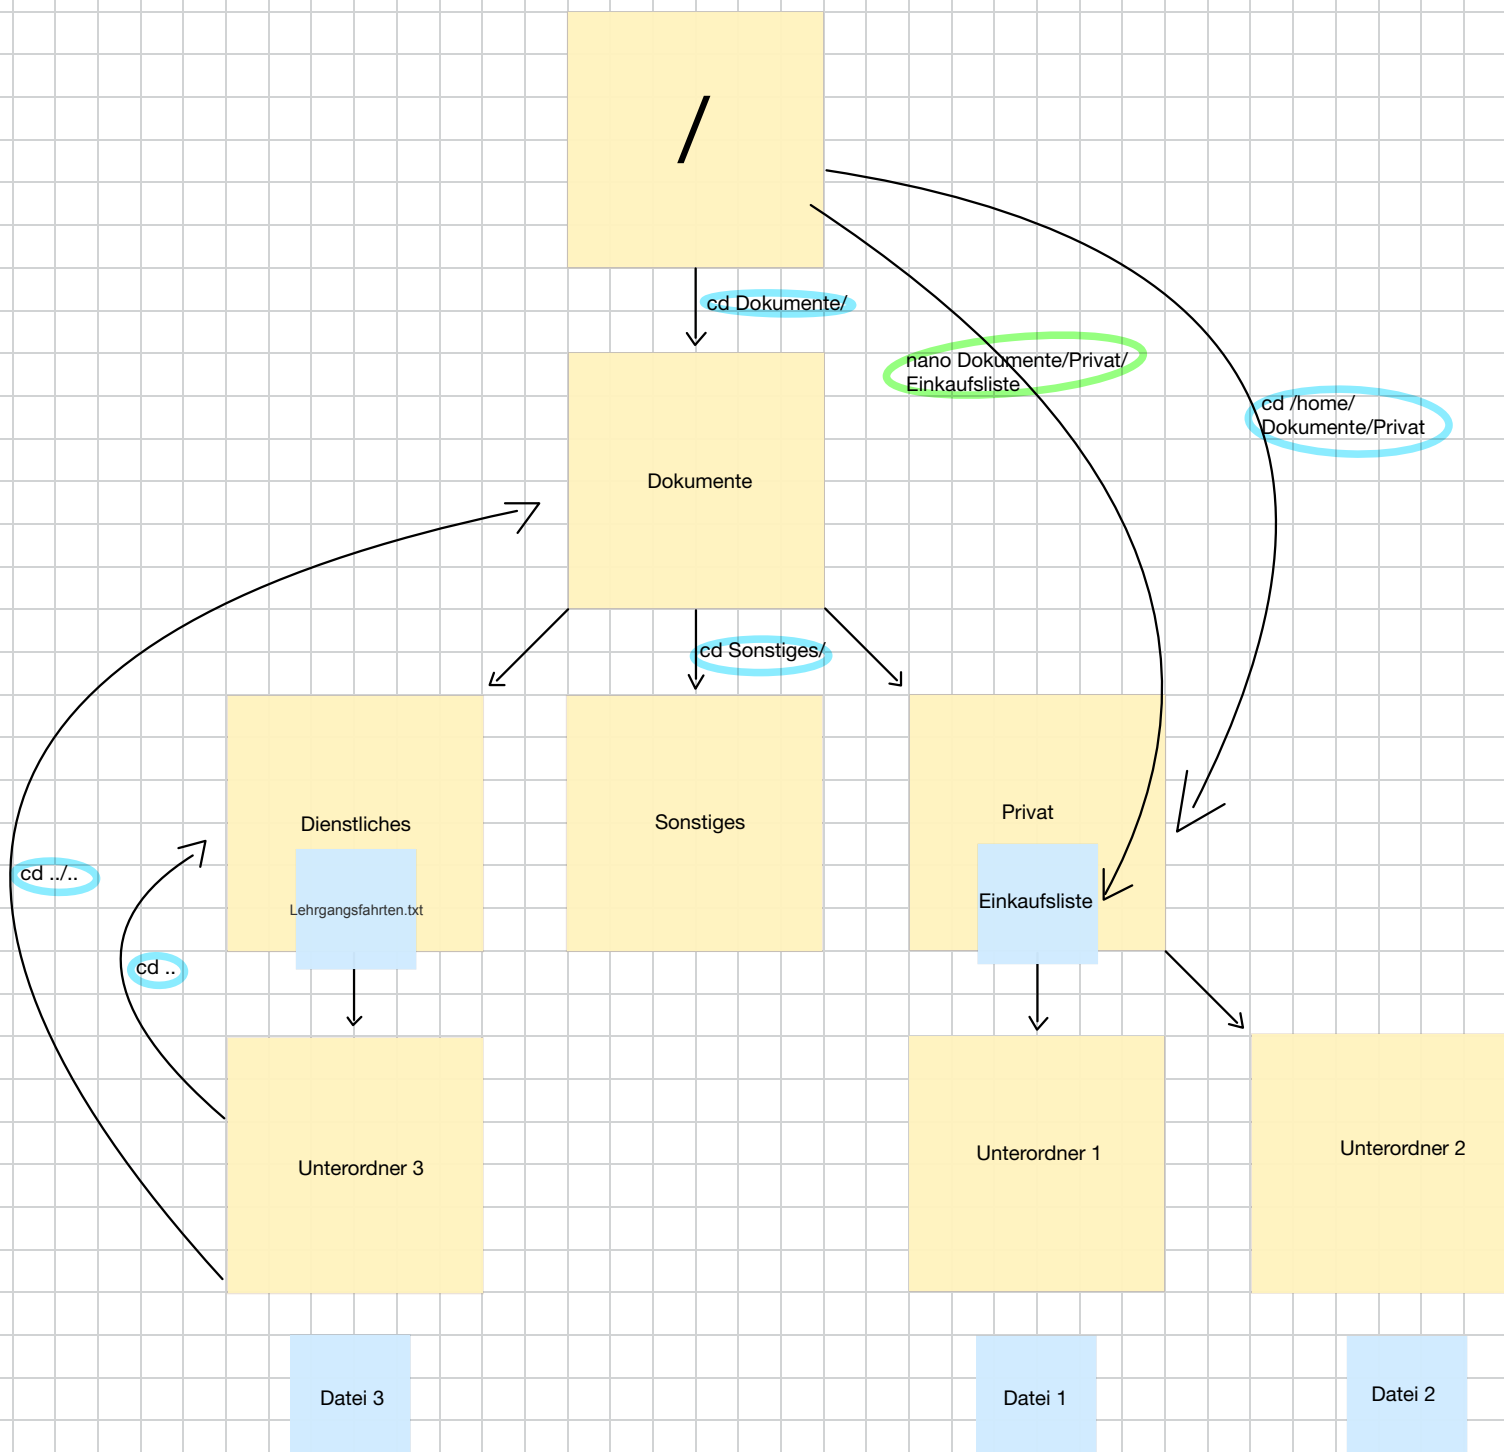 /
cd Dokumente/
nano Dokumente/Privat/
Einkaufsliste
cd /home/
Dokumente/Privat
Dokumente
cd Sonstiges/
Dienstliches
Sonstiges
Privat
cd ../..
Lehrgangsfahrten.txt
Einkaufsliste
cd ..
Unterordner 3
Unterordner 1
Unterordner 2
Datei 3
Datei 1
Datei 2